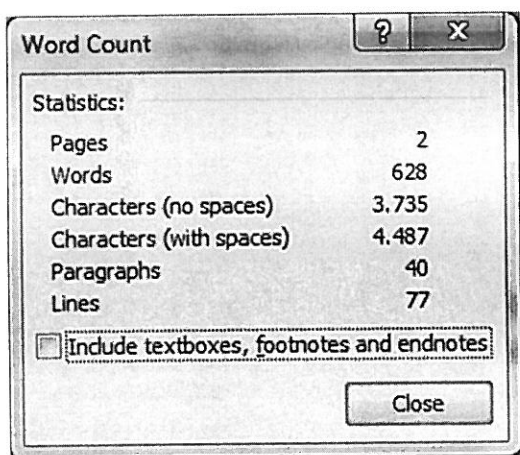 Word Count
?
X
Statistics:
Pages 2
Words 628
Characters (no spaces) 3.735
Characters (with spaces) 4.487
Paragraphs 40
Lines 77
Include textboxes, footnotes and endnotes
Close